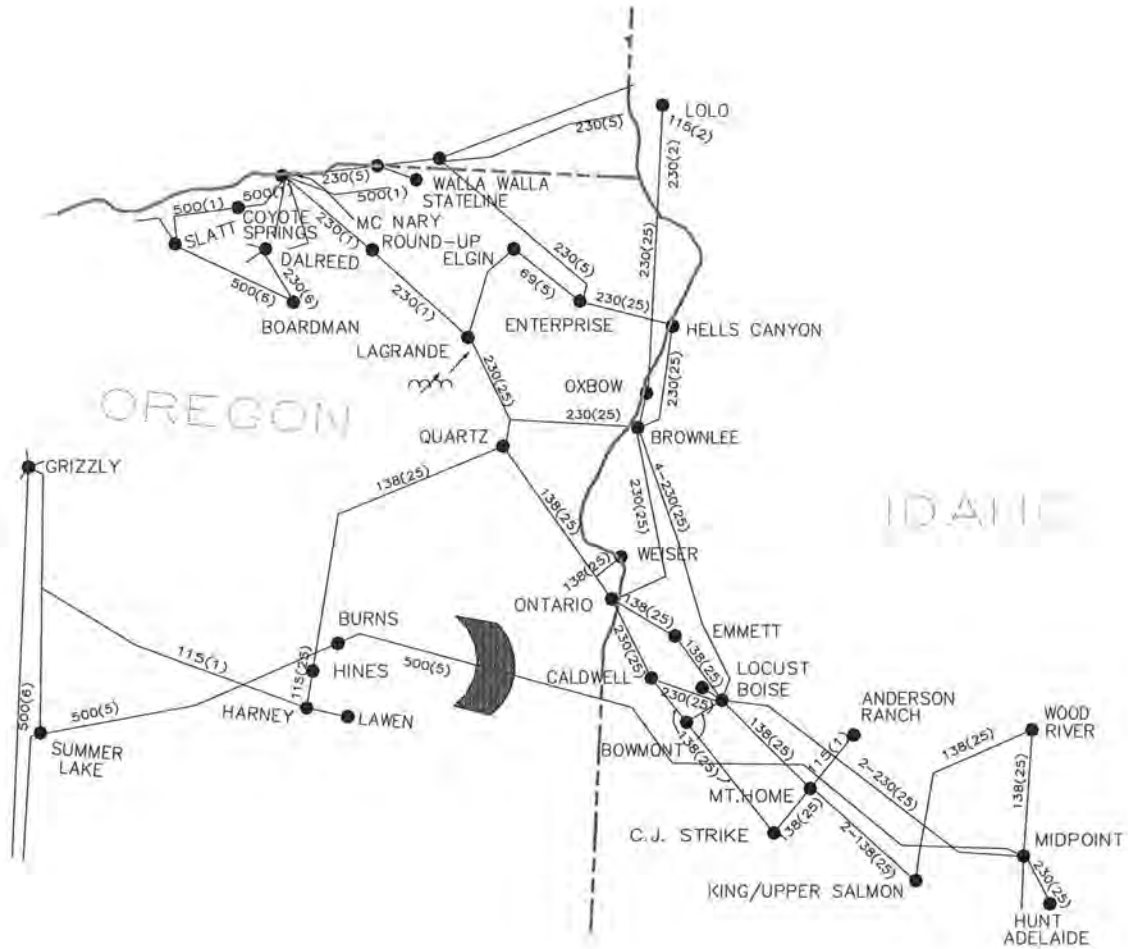 LOLO
115(2)
230(5)
230(2)
230(5)
WALLA WALLA
STATELINE
500(1)
500(1)
500(1)
COYOTE
SPRINGS
SLATT
MC NARY
230(1)
ROUND-UP
ELGIN
DALREED
230(6)
BOARDMAN
230(1)
69(5)
230(5)
230(25)
230(25)
ENTERPRISE
HELLS CANYON
LAGRANDE
230(25)
OXBOW
230(25)
OREGON
230(25)
QUARTZ
BROWNLEE
GRIZZLY
138(25)
138(25)
230(25)
4-230(25)
WEISER
138(25)
ONTARIO
138(25)
EMMETT
BURNS
115(1)
HINES
500(5)
230(25)
138(25)
LOCUST
BOISE
CALDWELL
230(25)
115(25)
HARNEY
LAWEN
500(5)
500(6)
SUMMER
LAKE
ANDERSON
RANCH
WOOD
RIVER
BOWMONT
138(25)
138(25)
115(1)
2-230(25)
138(25)
138(25)
MT.HOME
C.J. STRIKE
138(25)
2-138(25)
MIDPOINT
KING/UPPER SALMON
230(25)
HUNT
ADELAIDE